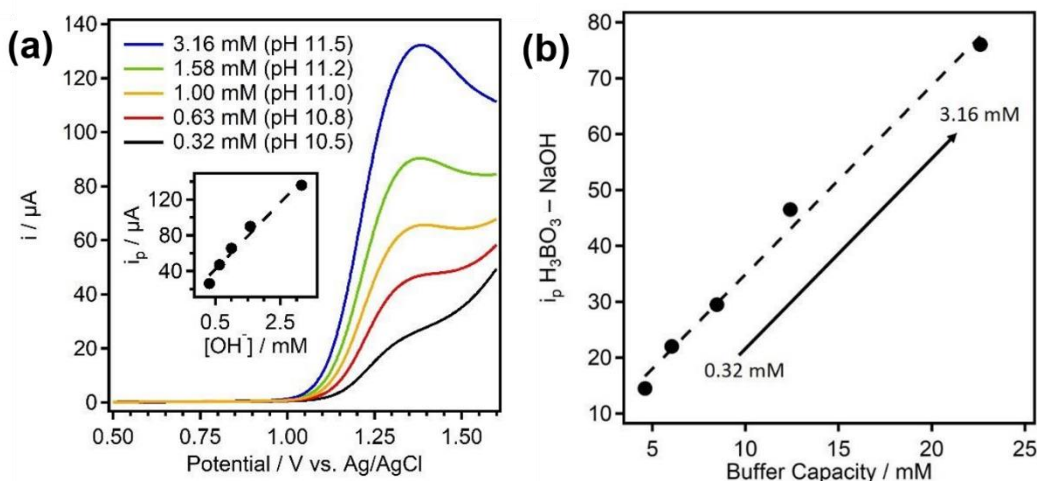 (a)
140
120
100
80
60
40
20
0
i / µA
3.16 mM (pH 11.5)
1.58 mM (pH 11.2)
1.00 mM (pH 11.0)
0.63 mM (pH 10.8)
0.32 mM (pH 10.5)
120
80
40
i_p / µA
0.5 2.5
[OH⁻] / mM
0.50 0.75 1.00 1.25 1.50
Potential / V vs. Ag/AgCl
(b)
80
70
60
50
40
30
20
10
i_p H₃BO₃ – NaOH
3.16 mM
0.32 mM
5 10 15 20 25
Buffer Capacity / mM